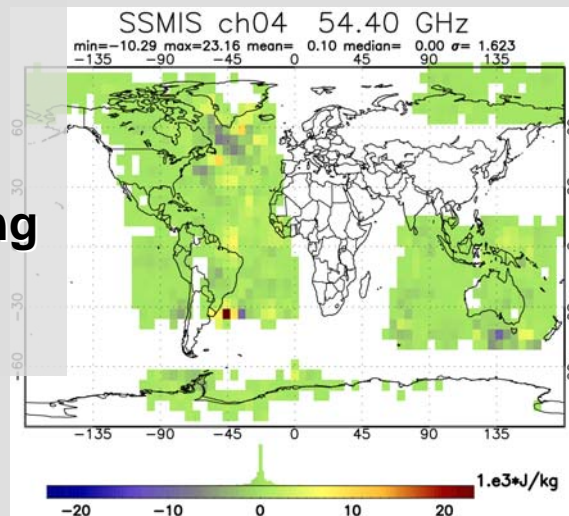 SSMIS ch04 54.40 GHz
min=-10.29 max=23.16 mean= 0.10 median= 0.00 σ= 1.623
-135 -90 -45 0 45 90 135
60
30
0
-30
-60
-135 -90 -45 0 45 90 135
1.e3*J/kg
-20 -10 0 10 20